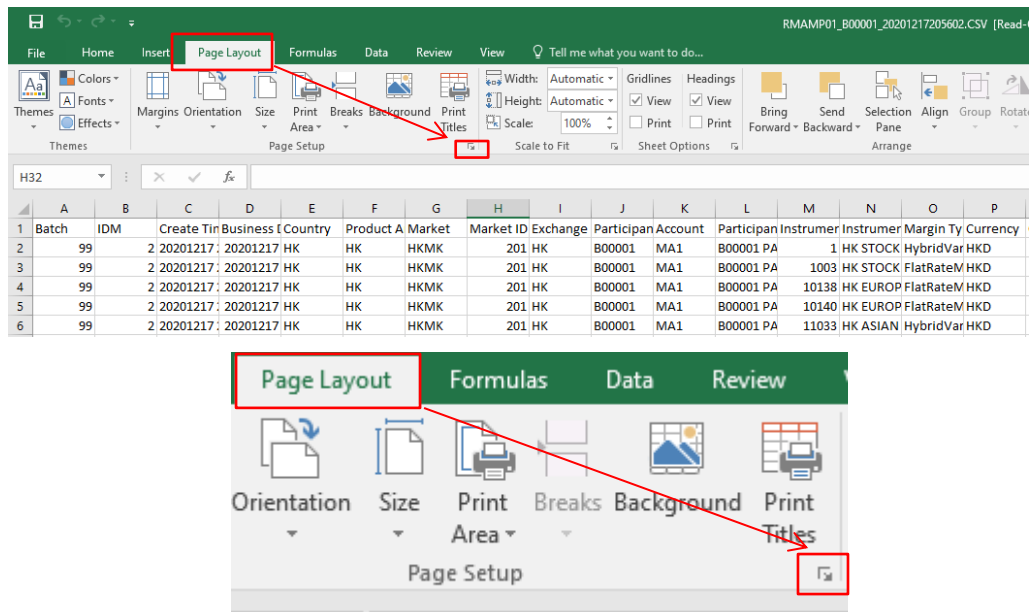 RMAMP01_B00001_20201217205602.CSV [Read-
File Home Insert Page Layout Formulas Data Review View Tell me what you want to do...
Colors Width: Automatic Gridlines Headings
Aa A Fonts Height: Automatic View View
Themes Effects Margins Orientation Size Print Area Breaks Background Print Titles Scale: 100% Print Print Bring Forward Send Backward Selection Pane Align Group Rotate
Themes Page Setup Scale to Fit Sheet Options Arrange
H32 fx
A B C D E F G H I J K L M N O P
1 Batch IDM Create Tin Business D Country Product A Market Market ID Exchange Participan Account Participan Instrumer Instrumer Margin Ty Currency
2 99 2 20201217 20201217 HK HK HKMK 201 HK B00001 MA1 B00001 PA 1 HK STOCK HybridVar HKD
3 99 2 20201217 20201217 HK HK HKMK 201 HK B00001 MA1 B00001 PA 1003 HK STOCK FlatRateM HKD
4 99 2 20201217 20201217 HK HK HKMK 201 HK B00001 MA1 B00001 PA 10138 HK EUROP FlatRateM HKD
5 99 2 20201217 20201217 HK HK HKMK 201 HK B00001 MA1 B00001 PA 10140 HK EUROP FlatRateM HKD
6 99 2 20201217 20201217 HK HK HKMK 201 HK B00001 MA1 B00001 PA 11033 HK ASIAN HybridVar HKD
Page Layout Formulas Data Review
Orientation Size Print Breaks Background Print
Area Titles
Page Setup